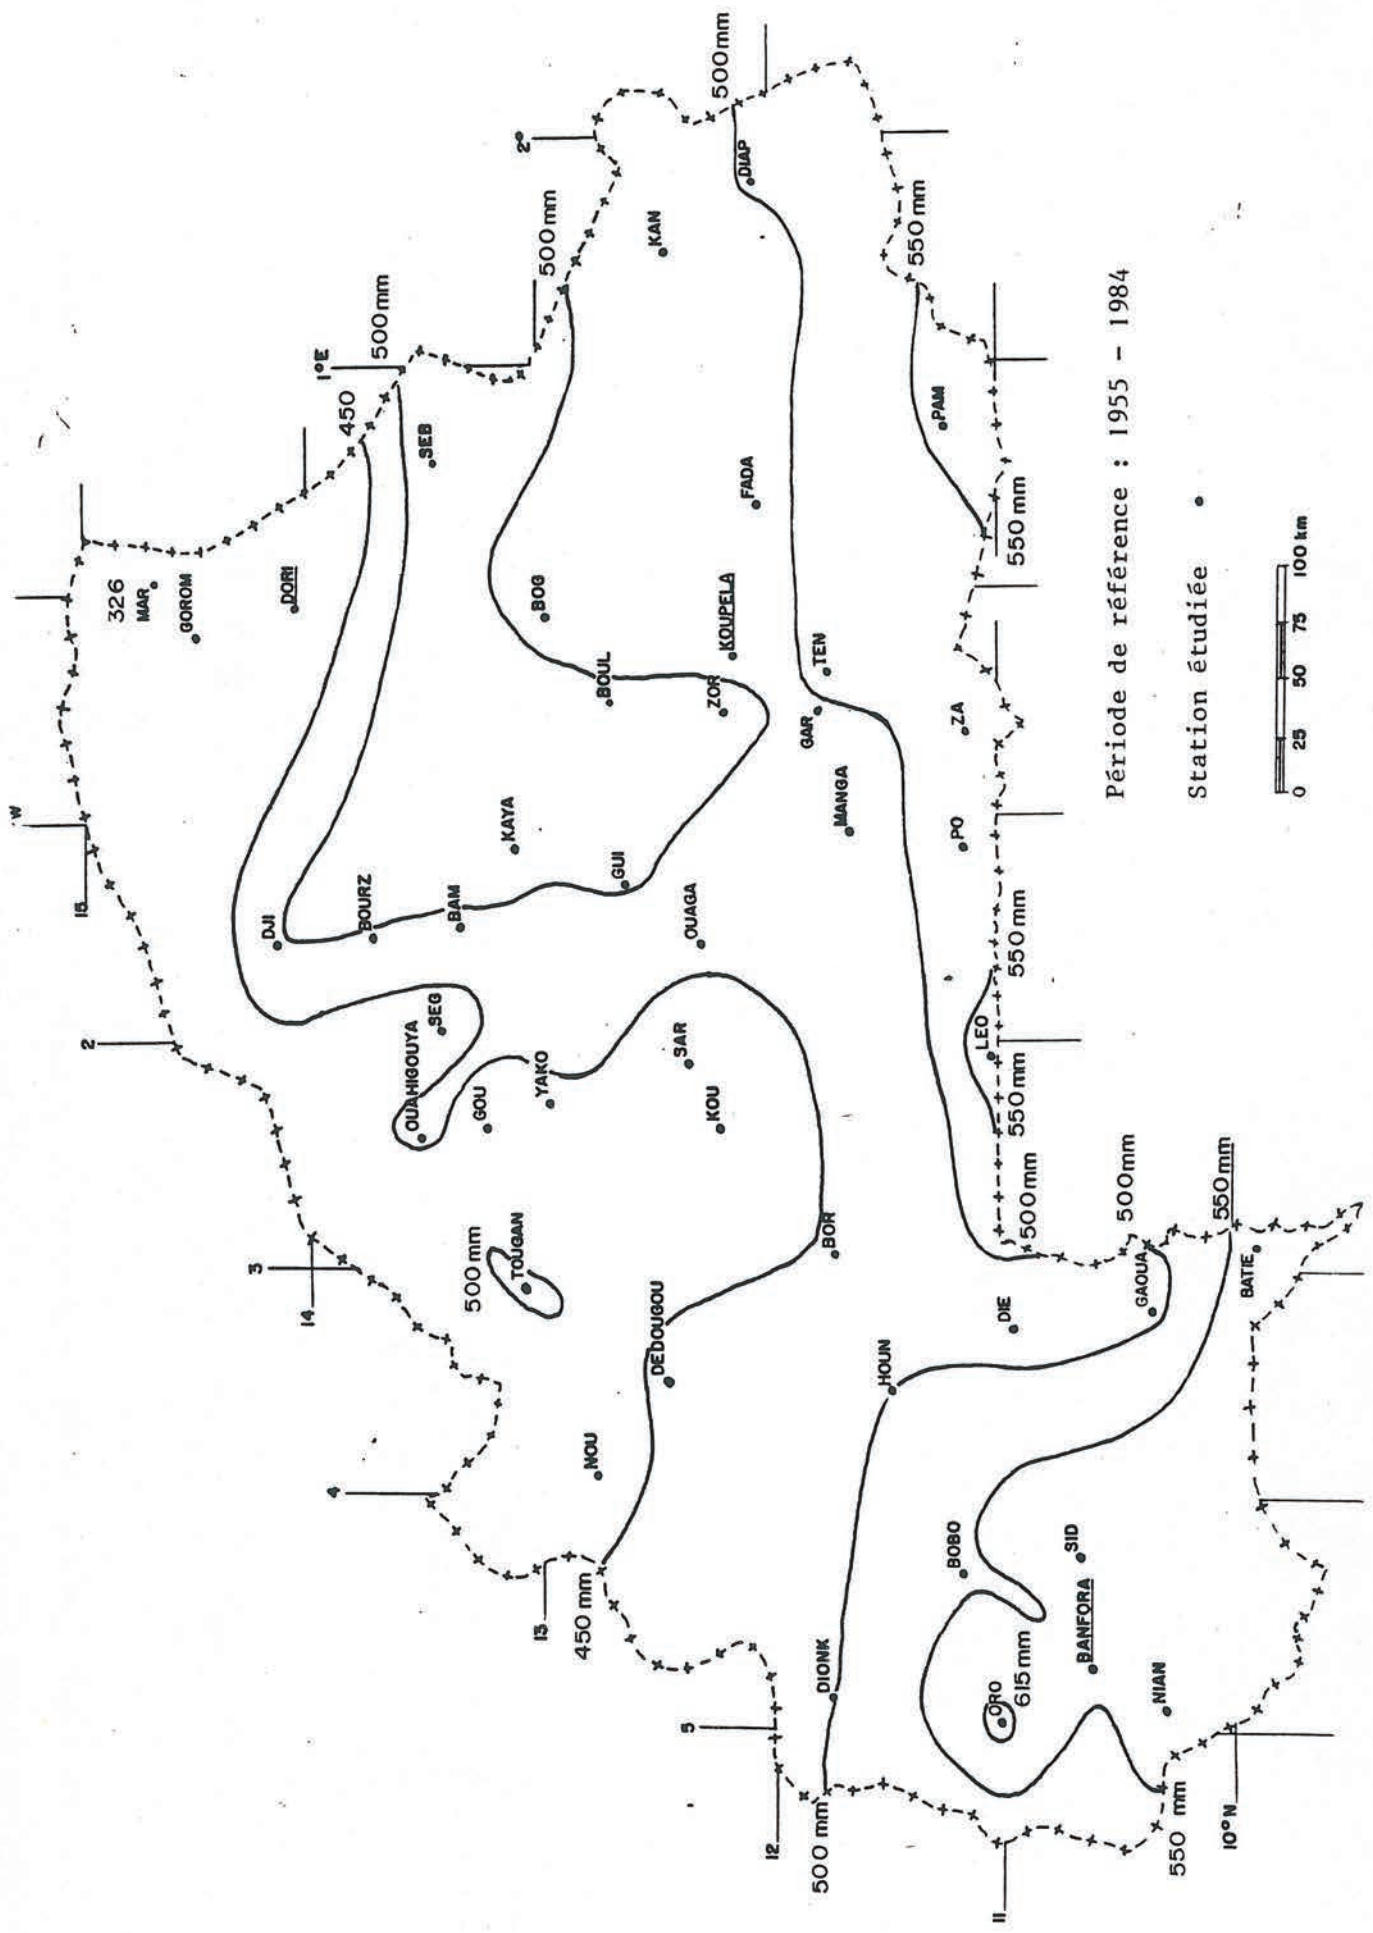 W
15
326
MAR
GOROM
DORI
450
1°E
500mm
500mm
2°
500mm
2
DJI
BOURZ
SEB
14
3
OUAHIGOUYA
SEG
BAM
KAYA
BOG
KAN
GOU
YAKO
500 mm
TOUGAN
4
13
450 mm
NOU
DEDOUGOU
GUI
BOUL
OUAGA
SAR
KOU
ZOR
KOUPELA
FADA
DIAP
5
12
500 mm
DIONK
BOR
MANGA
GAR
TEN
HOUN
550 mm
PAM
BOBO
DIE
PO
ZA
LEO
550 mm
550 mm
550 mm
500 mm
11
ORO
615 mm
SID
BANFORA
NIAN
GAOUA
500mm
550mm
BATIE
550 mm
10°N
Période de référence : 1955 - 1984
Station étudiée
0 25 50 75 100 km